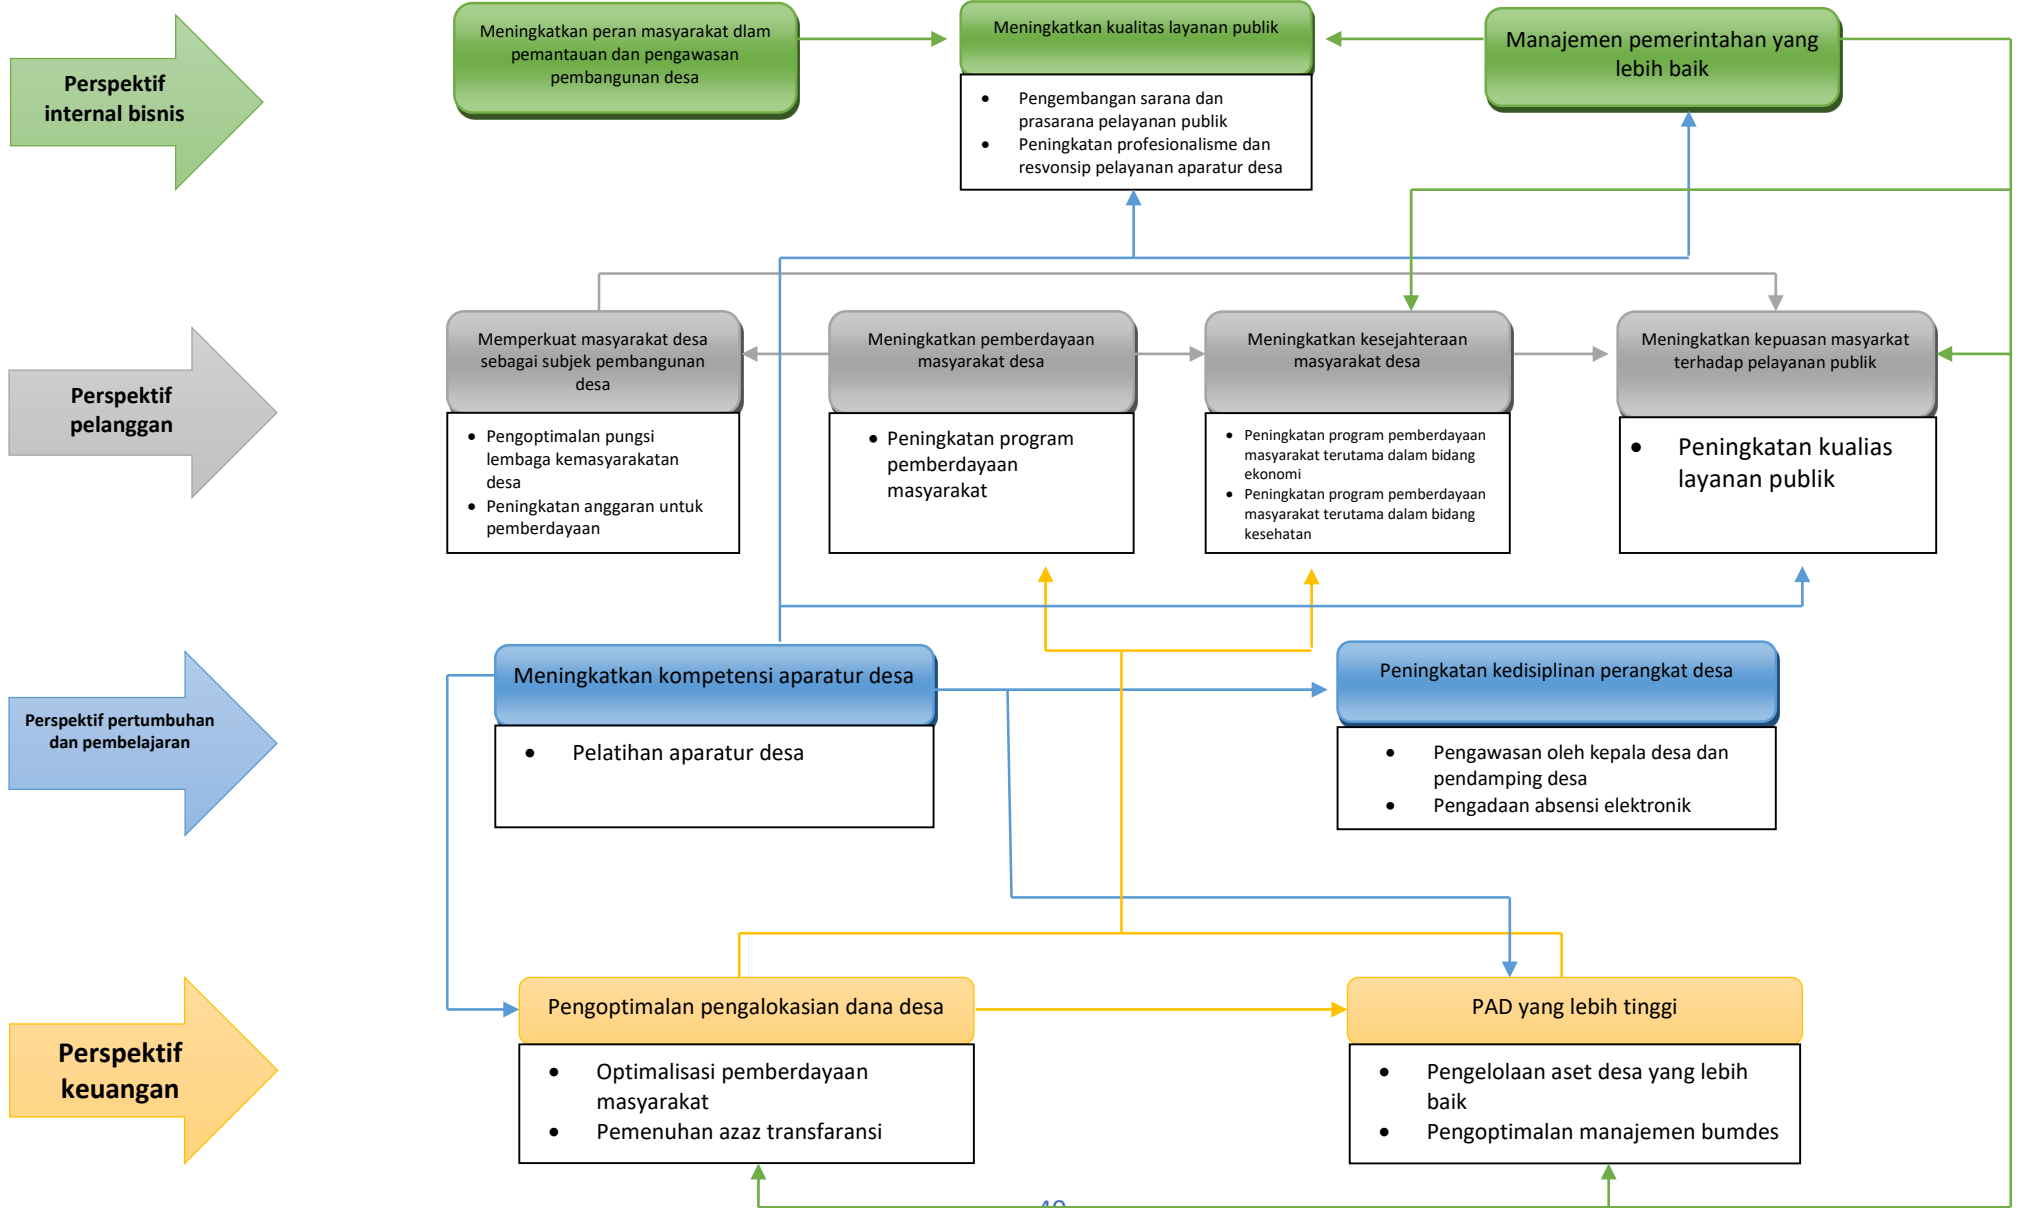 Perspektif
internal bisnis
Meningkatkan peran masyarakat dlam
pemantauan dan pengawasan
pembangunan desa
Meningkatkan kualitas layanan publik
• Pengembangan sarana dan
prasarana pelayanan publik
• Peningkatan profesionalisme dan
resvonsip pelayanan aparatur desa
Manajemen pemerintahan yang
lebih baik
Perspektif
pelanggan
Memperkuat masyarakat desa
sebagai subjek pembangunan
desa
• Pengoptimalan pungsi
lembaga kemasyarakatan
desa
• Peningkatan anggaran untuk
pemberdayaan
Meningkatkan pemberdayaan
masyarakat desa
• Peningkatan program
pemberdayaan
masyarakat
Meningkatkan kesejahteraan
masyarakat desa
• Peningkatan program pemberdayaan
masyarakat terutama dalam bidang
ekonomi
• Peningkatan program pemberdayaan
masyarakat terutama dalam bidang
kesehatan
Meningkatkan kepuasan masyarkat
terhadap pelayanan publik
• Peningkatan kualias
layanan publik
Perspektif pertumbuhan
dan pembelajaran
Meningkatkan kompetensi aparatur desa
• Pelatihan aparatur desa
Peningkatan kedisiplinan perangkat desa
• Pengawasan oleh kepala desa dan
pendamping desa
• Pengadaan absensi elektronik
Perspektif
keuangan
Pengoptimalan pengalokasian dana desa
• Optimalisasi pemberdayaan
masyarakat
• Pemenuhan azaz transfaransi
PAD yang lebih tinggi
• Pengelolaan aset desa yang lebih
baik
• Pengoptimalan manajemen bumdes